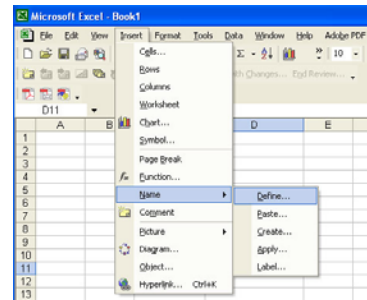 Microsoft Excel - Book1
File Edit View Insert Format Tools Data Window Help Adobe PDF
Cells...
Rows
Columns
Worksheet
Chart...
Symbol...
Page Break
Function...
Name
Comment
Picture
Diagram...
Object...
Hyperlink... Ctrl+K
Define...
Paste...
Create...
Apply...
Label...
10
th Changes... End Review...
D11
A B D E
1
2
3
4
5
6
7
8
9
10
11
12
13